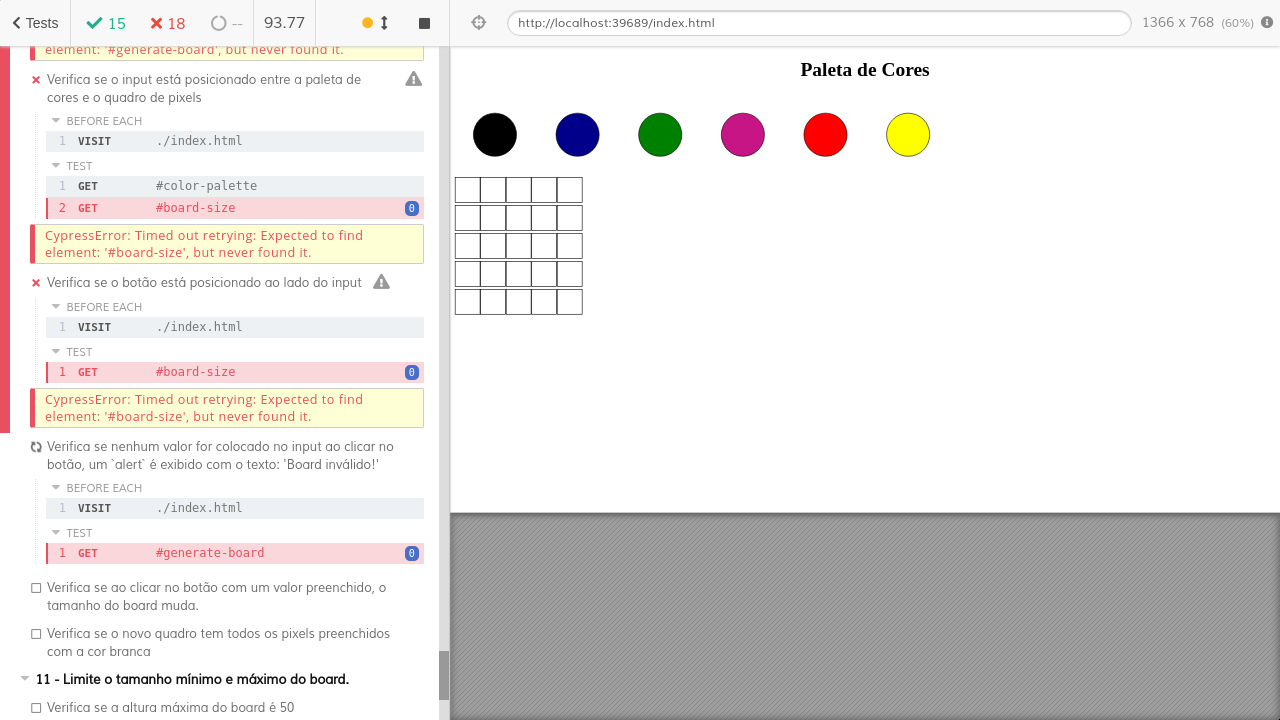 Tests
15
18
--
93.77
http://localhost:39689/index.html
1366 x 768 (60%)
element: '#generate-board', but never found it.
Verifica se o input está posicionado entre a paleta de
cores e o quadro de pixels
BEFORE EACH
1 VISIT ./index.html
TEST
1 GET #color-palette
2 GET #board-size 0
CypressError: Timed out retrying: Expected to find
element: '#board-size', but never found it.
Verifica se o botão está posicionado ao lado do input
BEFORE EACH
1 VISIT ./index.html
TEST
1 GET #board-size 0
CypressError: Timed out retrying: Expected to find
element: '#board-size', but never found it.
Verifica se nenhum valor for colocado no input ao clicar no
botão, um `alert` é exibido com o texto: 'Board inválido!'
BEFORE EACH
1 VISIT ./index.html
TEST
1 GET #generate-board 0
Verifica se ao clicar no botão com um valor preenchido, o
tamanho do board muda.
Verifica se o novo quadro tem todos os pixels preenchidos
com a cor branca
11 - Limite o tamanho mínimo e máximo do board.
Verifica se a altura máxima do board é 50
Paleta de Cores